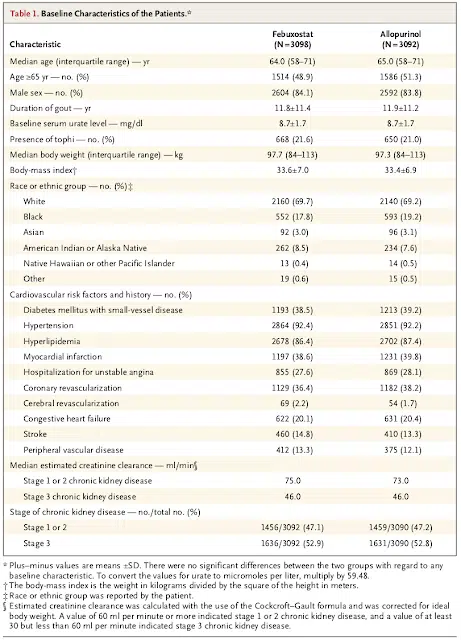 Table 1. Baseline Characteristics of the Patients.*
Characteristic Febuxostat (N=3098) Allopurinol (N=3092)
Median age (interquartile range) — yr 64.0 (58–71) 65.0 (58–71)
Age ≥65 yr — no. (%) 1514 (48.9) 1586 (51.3)
Male sex — no. (%) 2604 (84.1) 2592 (83.8)
Duration of gout — yr 11.8±11.4 11.9±11.2
Baseline serum urate level — mg/dl 8.7±1.7 8.7±1.7
Presence of tophi — no. (%) 668 (21.6) 650 (21.0)
Median body weight (interquartile range) — kg 97.7 (84–113) 97.3 (84–113)
Body-mass index† 33.6±7.0 33.4±6.9
Race or ethnic group — no. (%)‡
White 2160 (69.7) 2140 (69.2)
Black 552 (17.8) 593 (19.2)
Asian 92 (3.0) 96 (3.1)
American Indian or Alaska Native 262 (8.5) 234 (7.6)
Native Hawaiian or other Pacific Islander 13 (0.4) 14 (0.5)
Other 19 (0.6) 15 (0.5)
Cardiovascular risk factors and history — no. (%)
Diabetes mellitus with small-vessel disease 1193 (38.5) 1213 (39.2)
Hypertension 2864 (92.4) 2851 (92.2)
Hyperlipidemia 2678 (86.4) 2702 (87.4)
Myocardial infarction 1197 (38.6) 1231 (39.8)
Hospitalization for unstable angina 855 (27.6) 869 (28.1)
Coronary revascularization 1129 (36.4) 1182 (38.2)
Cerebral revascularization 69 (2.2) 54 (1.7)
Congestive heart failure 622 (20.1) 631 (20.4)
Stroke 460 (14.8) 410 (13.3)
Peripheral vascular disease 412 (13.3) 375 (12.1)
Median estimated creatinine clearance — ml/min§
Stage 1 or 2 chronic kidney disease 75.0 73.0
Stage 3 chronic kidney disease 46.0 46.0
Stage of chronic kidney disease — no./total no. (%)
Stage 1 or 2 1456/3092 (47.1) 1459/3090 (47.2)
Stage 3 1636/3092 (52.9) 1631/3090 (52.8)
* Plus–minus values are means ±SD. There were no significant differences between the two groups with regard to any
baseline characteristic. To convert the values for urate to micromoles per liter, multiply by 59.48.
† The body-mass index is the weight in kilograms divided by the square of the height in meters.
‡ Race or ethnic group was reported by the patient.
§ Estimated creatinine clearance was calculated with the use of the Cockcroft–Gault formula and was corrected for ideal
body weight. A value of 60 ml per minute or more indicated stage 1 or 2 chronic kidney disease, and a value of at least
30 but less than 60 ml per minute indicated stage 3 chronic kidney disease.